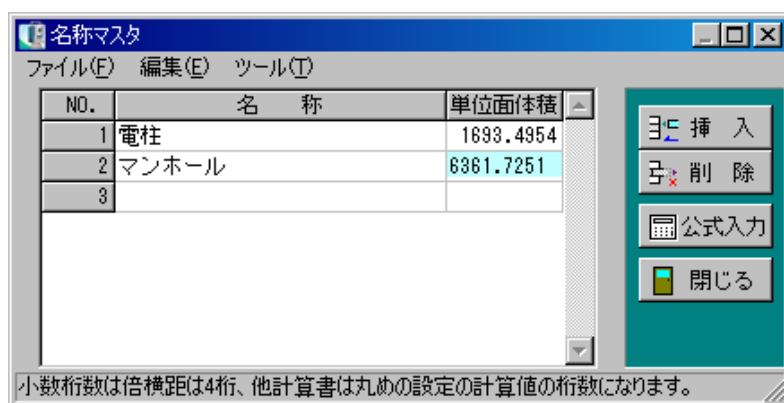 名称マスタ
ファイル(F) 編集(E) ツール(T)
NO. 名 称 単位面体積
1 電柱 1693.4954
2 マンホール 6361.7251
3
挿 入
削 除
公式入力
閉じる
小数桁数は倍横距は4桁、他計算書は丸めの設定の計算値の桁数になります。